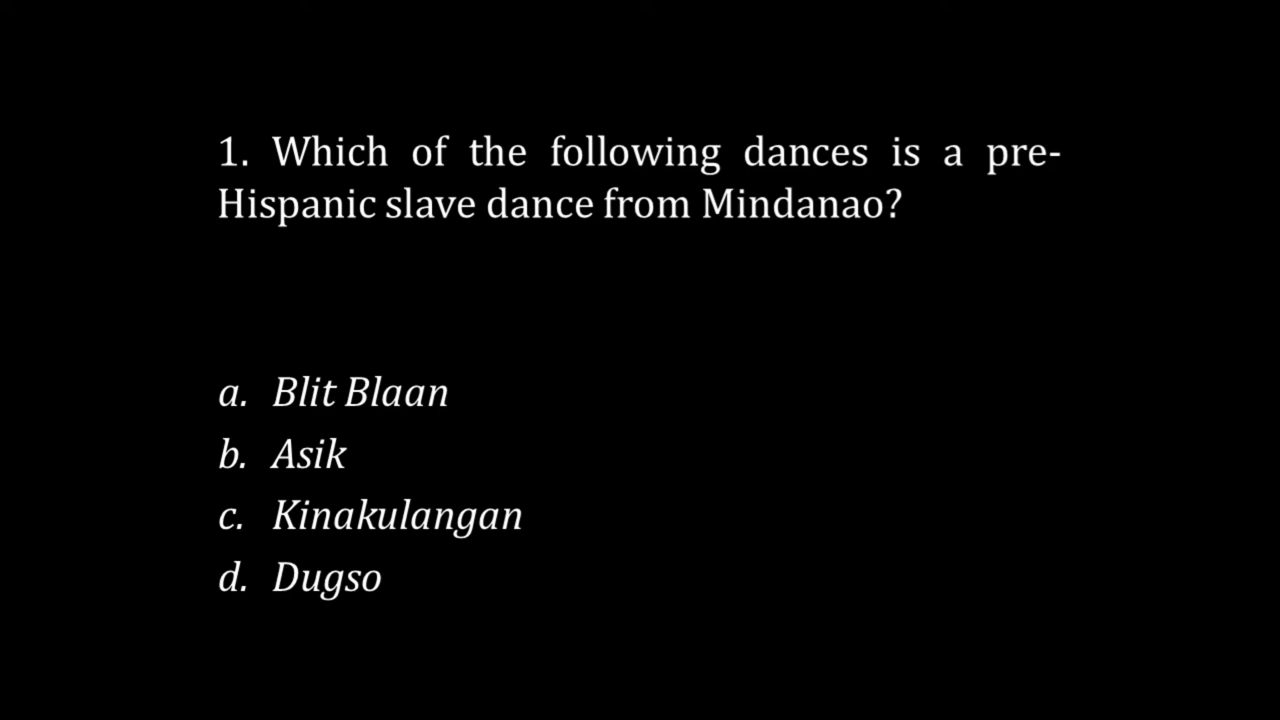 1. Which of the following dances is a pre-
Hispanic slave dance from Mindanao?
a. Blit Blaan
b. Asik
c. Kinakulangan
d. Dugso